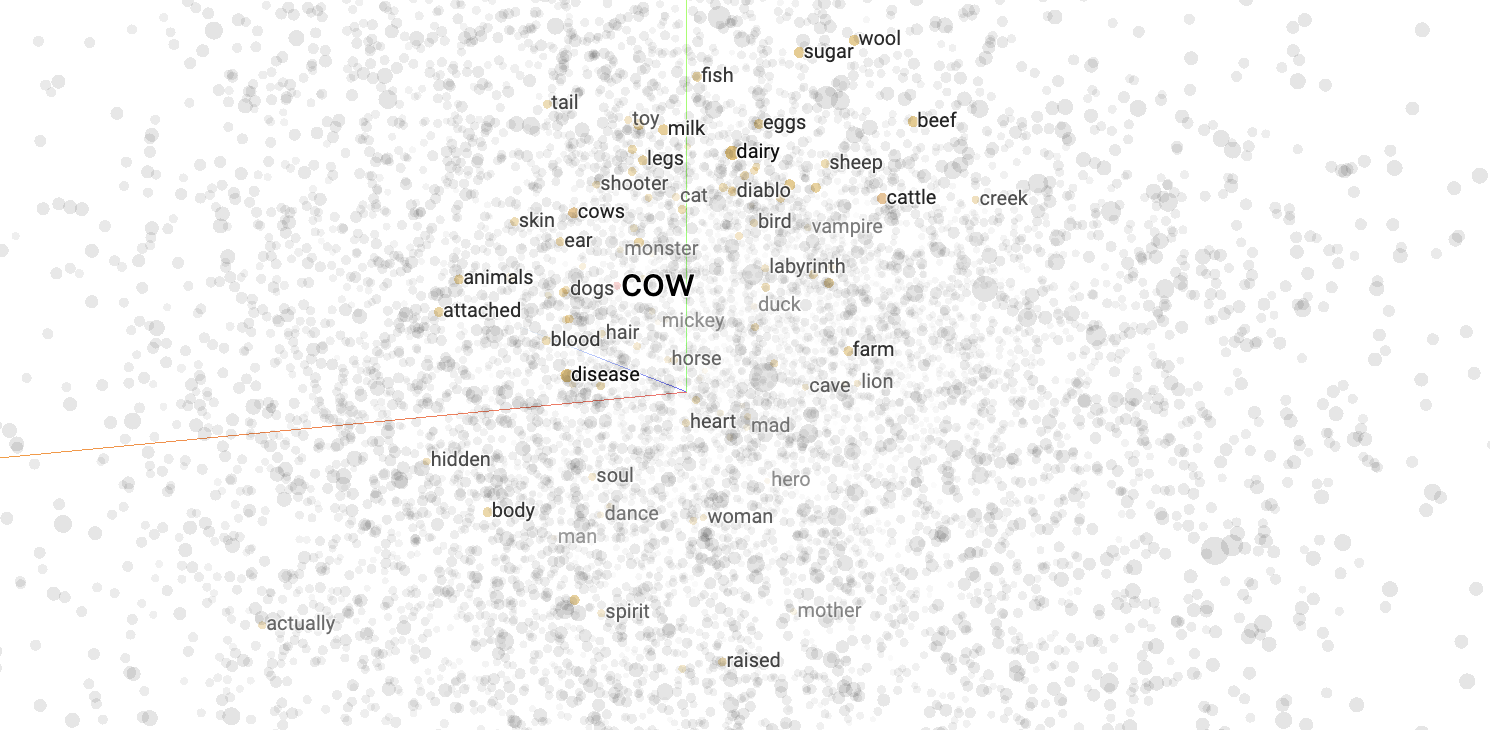 wool
sugar
fish
tail
toy
milk
eggs
beef
dairy
legs
sheep
shooter
diablo
cat
cattle
creek
cows
skin
bird
vampire
ear
monster
labyrinth
animals
cow
dogs
duck
attached
mickey
hair
blood
farm
horse
disease
lion
cave
heart
mad
hidden
soul
hero
body
dance
woman
man
spirit
mother
actually
raised